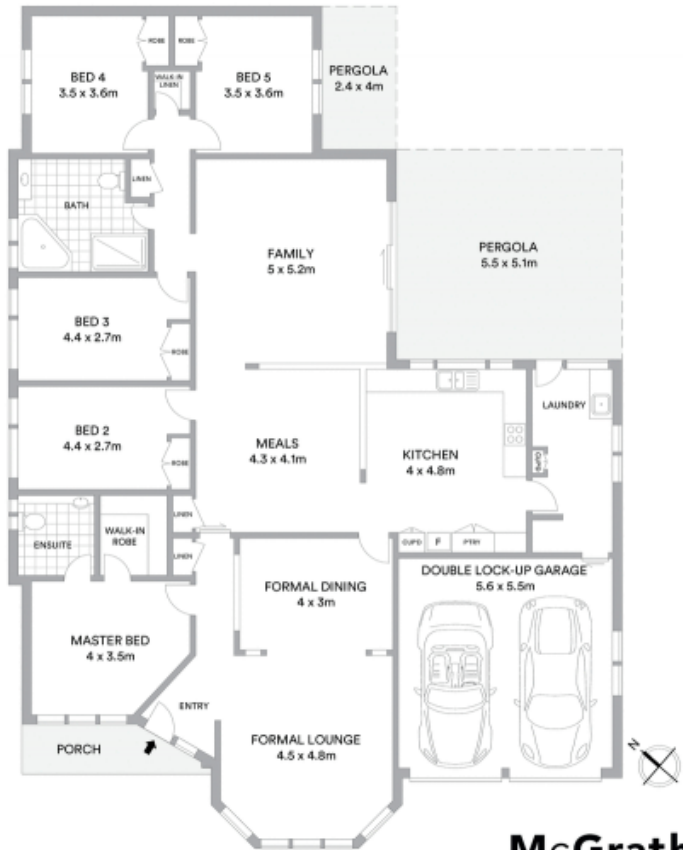 BED 4
3.5 x 3.6m
ROBE
ROBE
WALK-IN
LINEN
BED 5
3.5 x 3.6m
PERGOLA
2.4 x 4m
LINEN
BATH
FAMILY
5 x 5.2m
PERGOLA
5.5 x 5.1m
BED 3
4.4 x 2.7m
ROBE
BED 2
4.4 x 2.7m
ROBE
MEALS
4.3 x 4.1m
KITCHEN
4 x 4.8m
LAUNDRY
CUPD
ENSUITE
WALK-IN
ROBE
LINEN
LINEN
CUPD
F
PTRY
FORMAL DINING
4 x 3m
DOUBLE LOCK-UP GARAGE
5.6 x 5.5m
MASTER BED
4 x 3.5m
ENTRY
PORCH
FORMAL LOUNGE
4.5 x 4.8m
N
McGrath